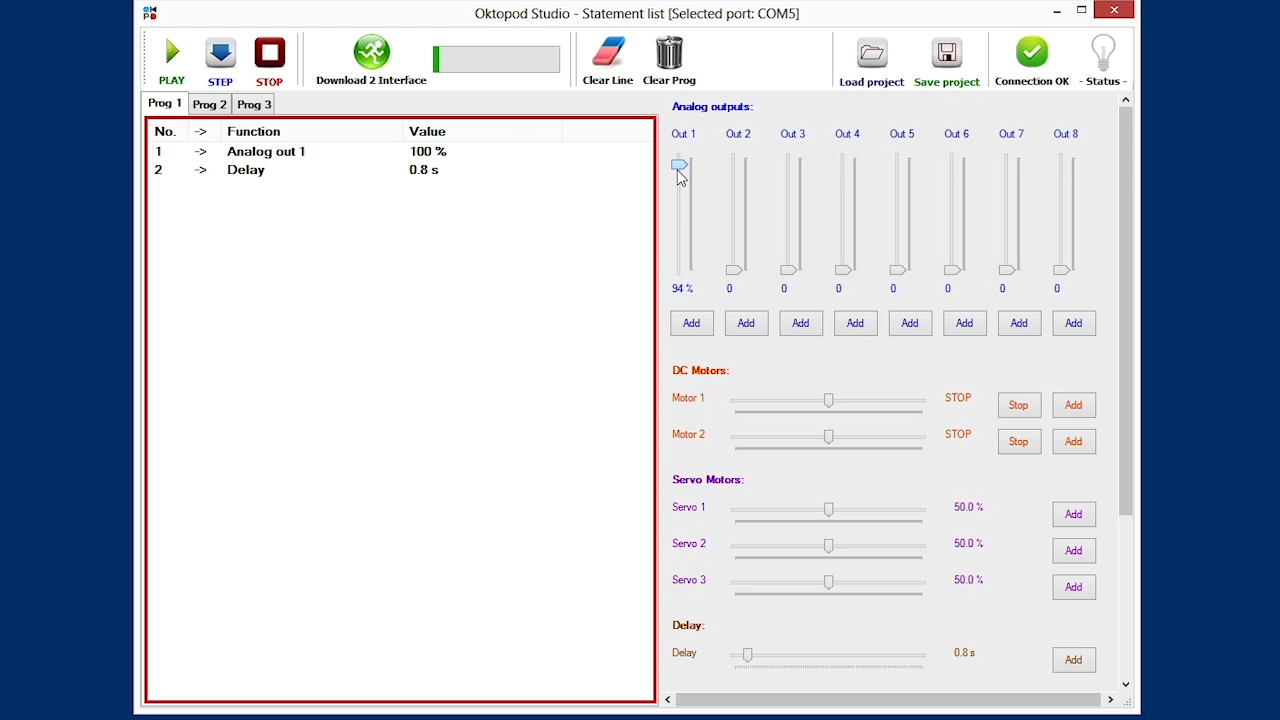 Oktopod Studio - Statement list [Selected port: COM5]
PLAY STEP STOP Download 2 Interface Clear Line Clear Prog Load project Save project Connection OK - Status -
Prog 1 Prog 2 Prog 3
No. -> Function Value
1 -> Analog out 1 100 %
2 -> Delay 0.8 s
Analog outputs:
Out 1 Out 2 Out 3 Out 4 Out 5 Out 6 Out 7 Out 8
94 % 0 0 0 0 0 0 0
Add Add Add Add Add Add Add Add
DC Motors:
Motor 1 STOP Stop Add
Motor 2 STOP Stop Add
Servo Motors:
Servo 1 50.0 % Add
Servo 2 50.0 % Add
Servo 3 50.0 % Add
Delay:
Delay 0.8 s Add